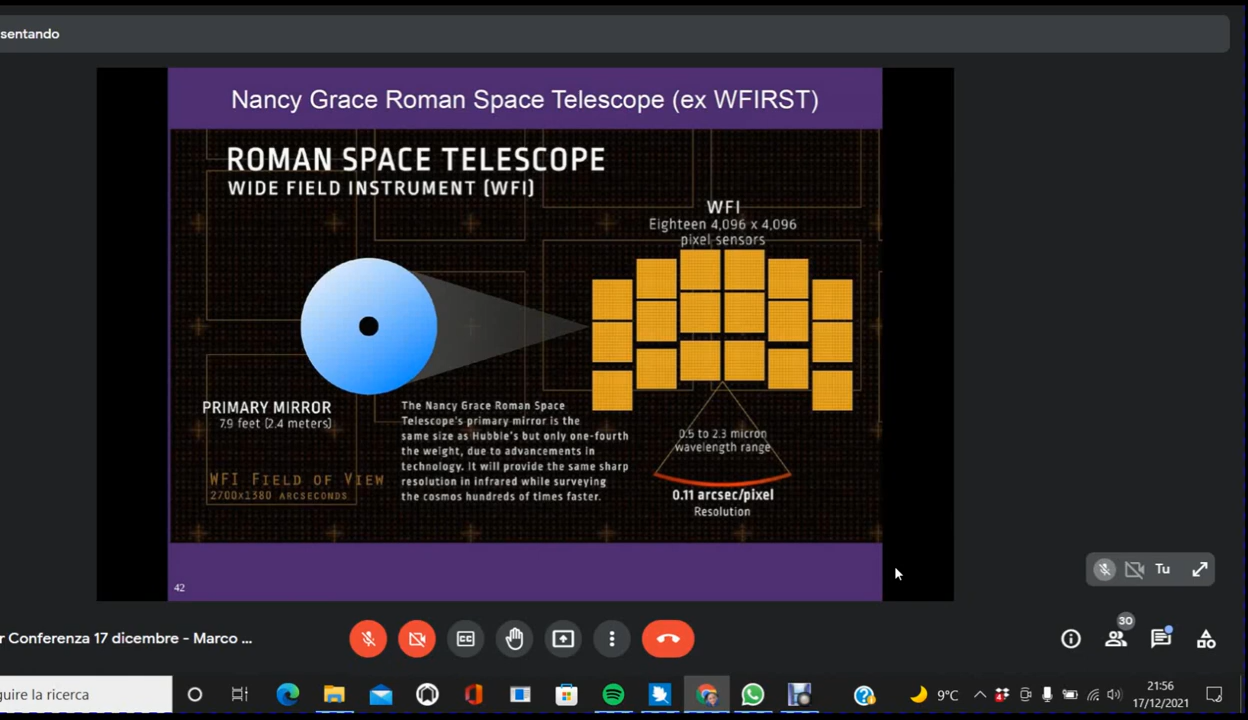 sentando
Nancy Grace Roman Space Telescope (ex WFIRST)
ROMAN SPACE TELESCOPE
WIDE FIELD INSTRUMENT (WFI)
WFI
Eighteen 4,096 x 4,096
pixel sensors
PRIMARY MIRROR
7.9 feet (2.4 meters)
The Nancy Grace Roman Space
Telescope's primary mirror is the
same size as Hubble's but only one-fourth
the weight, due to advancements in
technology. It will provide the same sharp
resolution in infrared while surveying
the cosmos hundreds of times faster.
WFI FIELD OF VIEW
2700x1380 ARCSECONDS
0.5 to 2.3 micron
wavelength range
0.11 arcsec/pixel
Resolution
42
Tu
r Conferenza 17 dicembre - Marco ...
CC
30
guire la ricerca
9°C
21:56
17/12/2021